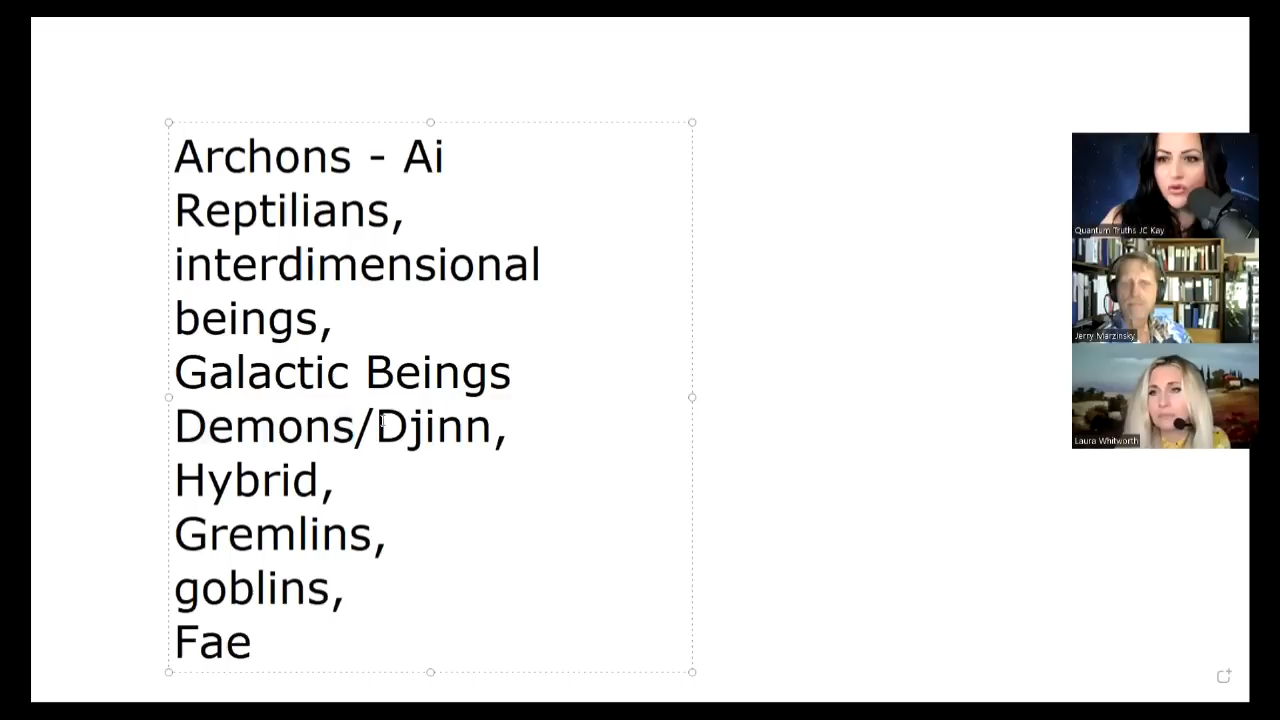 Archons - Ai
Reptilians,
interdimensional
beings,
Galactic Beings
Demons/Djinn,
Hybrid,
Gremlins,
goblins,
Fae
Quantum Truths JC Kay
Jerry Marzinsky
Laura Whitworth